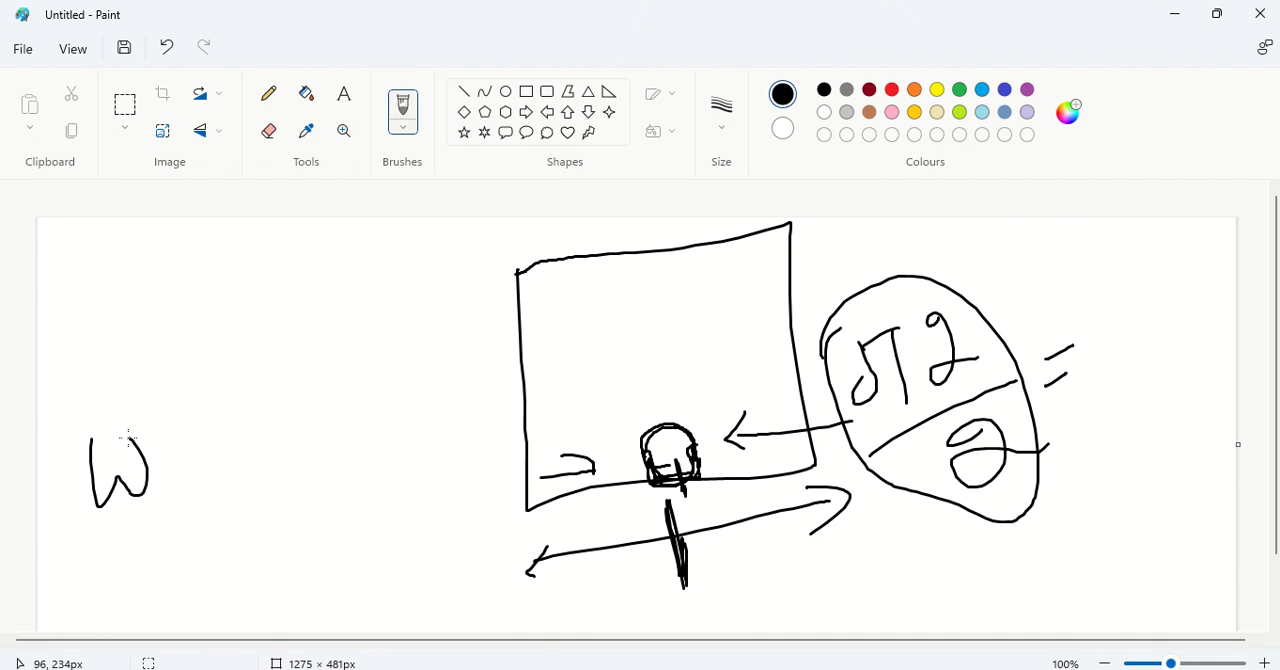 Untitled - Paint
File
View
Clipboard
Image
Tools
Brushes
Shapes
Size
Colours
A
96, 234px
1275 × 481px
100%